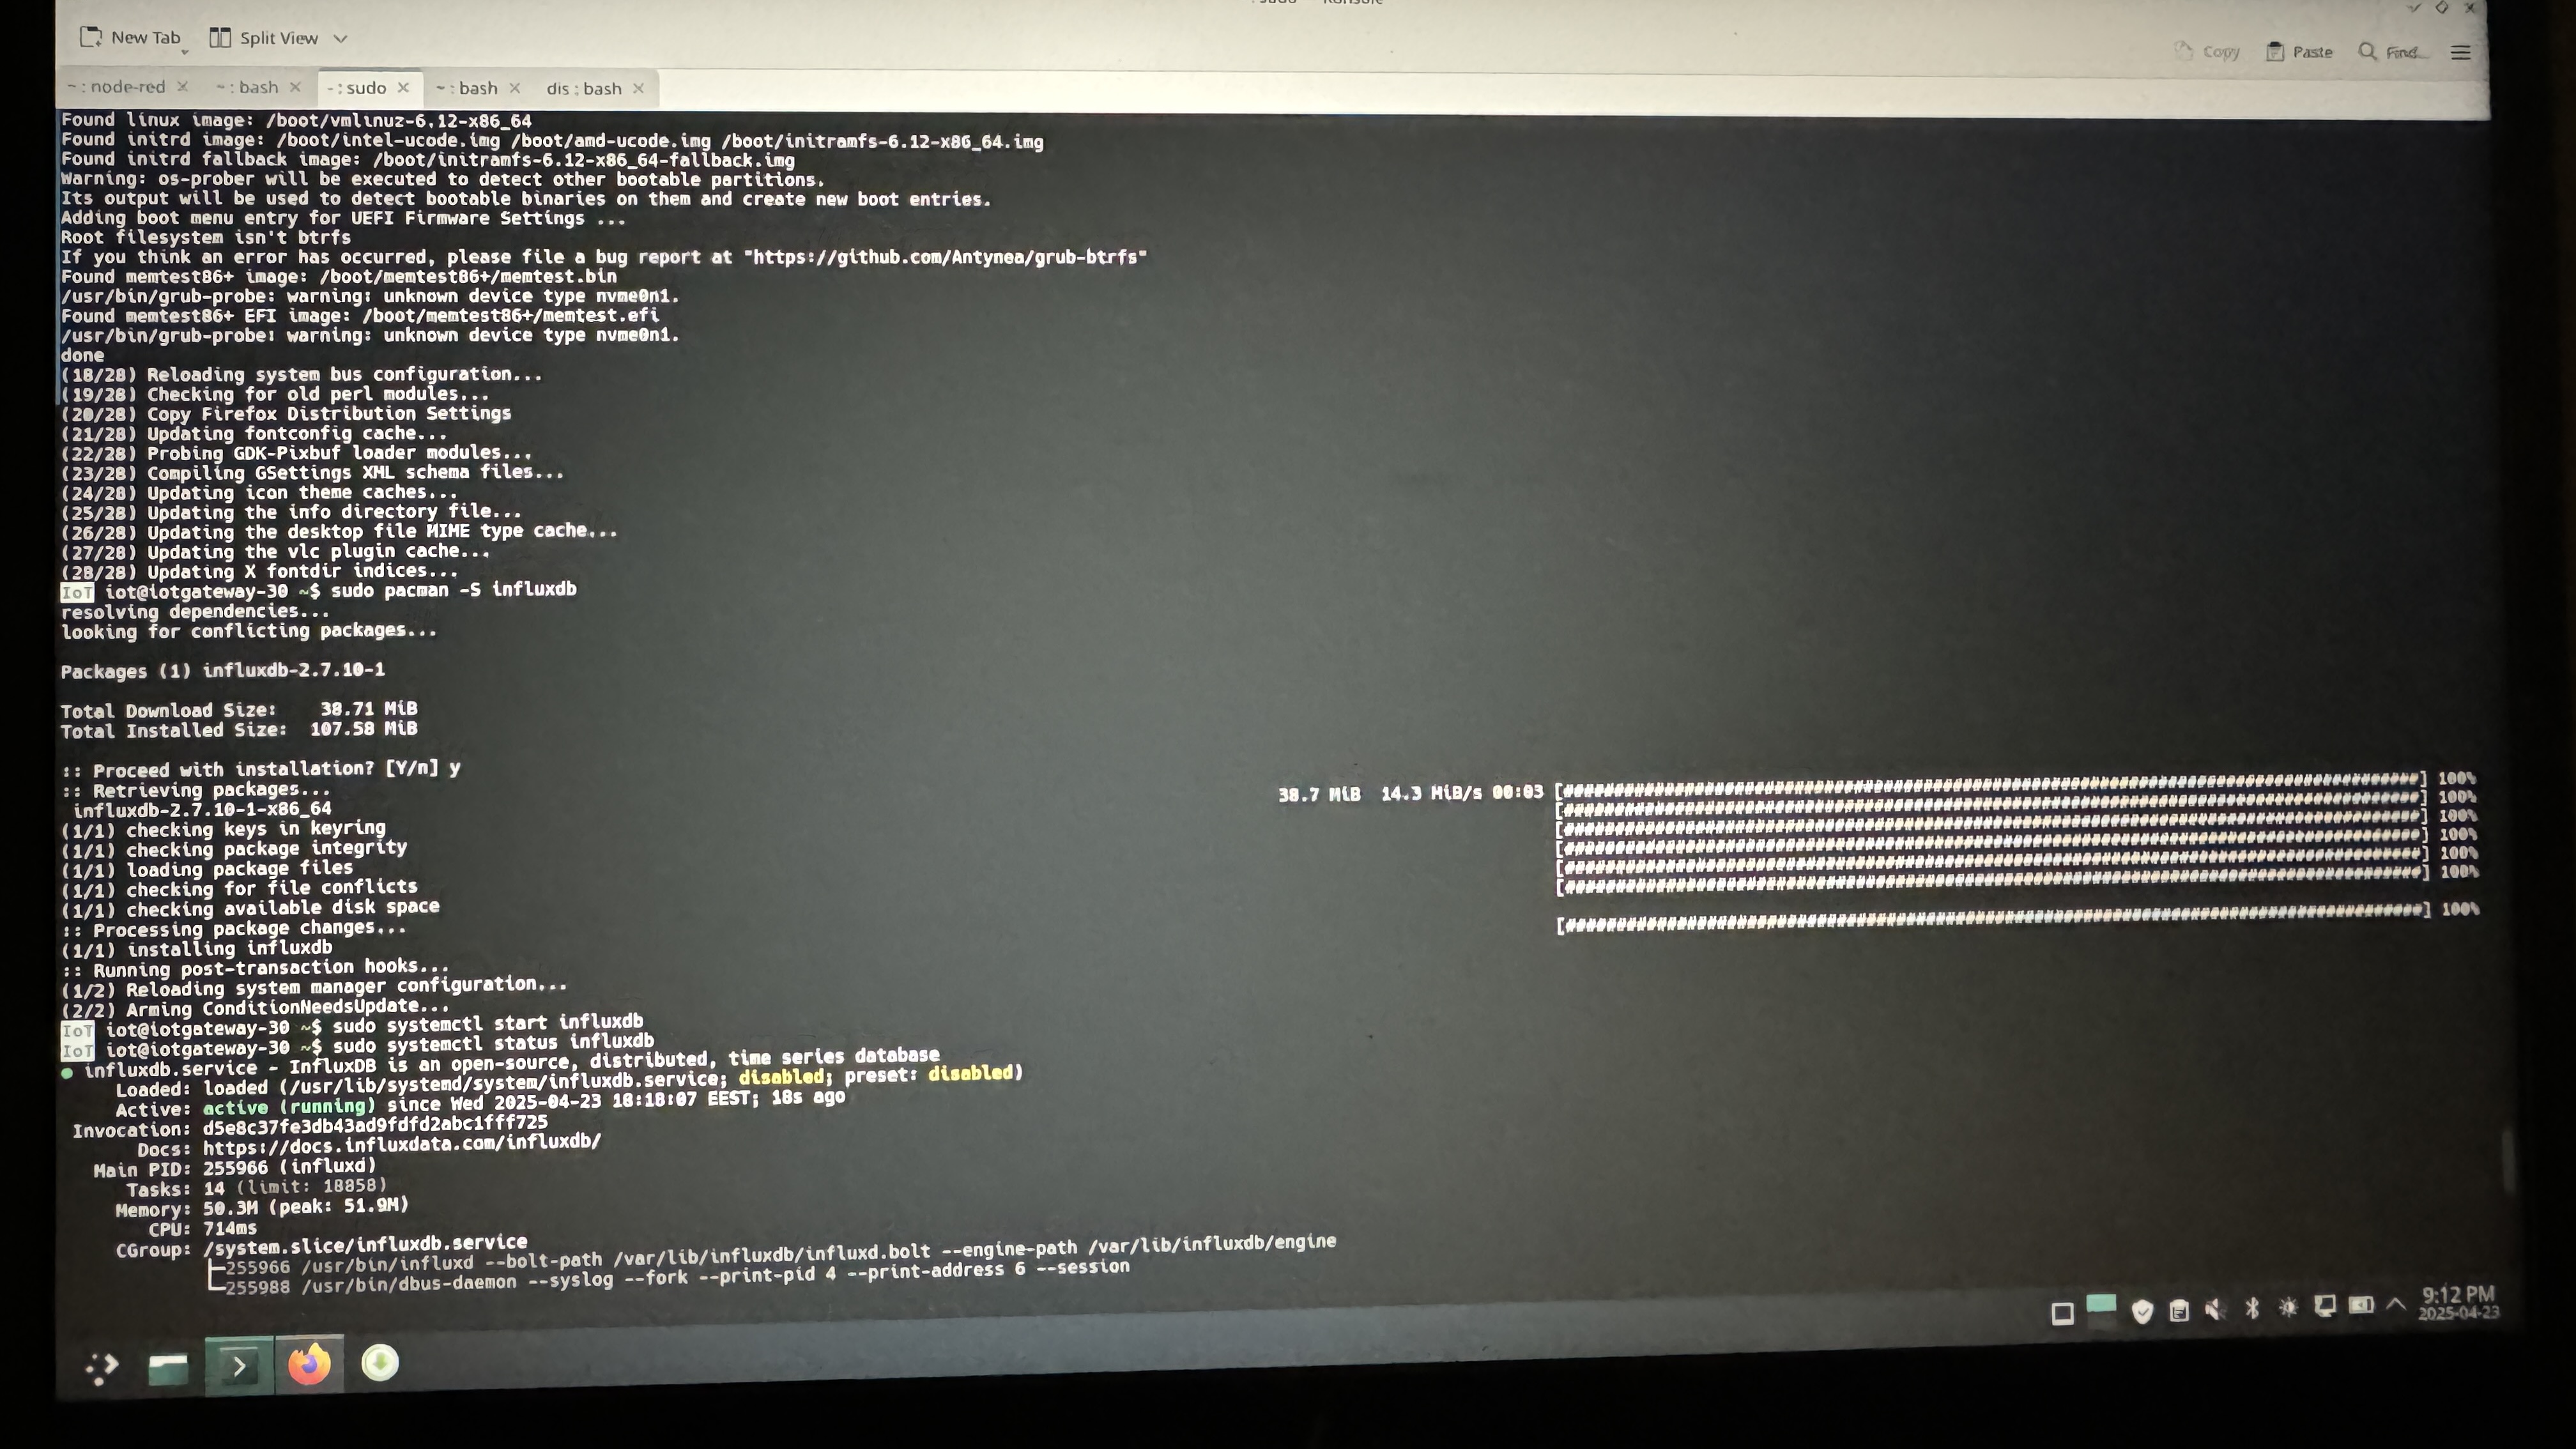 New Tab
Split View
Copy
Paste
Find...
~ : node-red
~ : bash
~ : sudo
~ : bash
dis : bash
Found linux image: /boot/vmlinuz-6.12-x86_64
Found initrd image: /boot/intel-ucode.img /boot/amd-ucode.img /boot/initramfs-6.12-x86_64.img
Found initrd fallback image: /boot/initramfs-6.12-x86_64-fallback.img
Warning: os-prober will be executed to detect other bootable partitions.
Its output will be used to detect bootable binaries on them and create new boot entries.
Adding boot menu entry for UEFI Firmware Settings ...
Root filesystem isn't btrfs
If you think an error has occurred, please file a bug report at "https://github.com/Antynea/grub-btrfs"
Found memtest86+ image: /boot/memtest86+/memtest.bin
/usr/bin/grub-probe: warning: unknown device type nvme0n1.
Found memtest86+ EFI image: /boot/memtest86+/memtest.efi
/usr/bin/grub-probe: warning: unknown device type nvme0n1.
done
(18/28) Reloading system bus configuration...
(19/28) Checking for old perl modules...
(20/28) Copy Firefox Distribution Settings
(21/28) Updating fontconfig cache...
(22/28) Probing GDK-Pixbuf loader modules...
(23/28) Compiling GSettings XML schema files...
(24/28) Updating icon theme caches...
(25/28) Updating the info directory file...
(26/28) Updating the desktop file MIME type cache...
(27/28) Updating the vlc plugin cache...
(28/28) Updating X fontdir indices...
IoT iot@iotgateway-30 ~$ sudo pacman -S influxdb
resolving dependencies...
looking for conflicting packages...
Packages (1) influxdb-2.7.10-1
Total Download Size: 38.71 MiB
Total Installed Size: 107.58 MiB
:: Proceed with installation? [Y/n] y
:: Retrieving packages...
influxdb-2.7.10-1-x86_64 38.7 MiB 14.3 MiB/s 00:03 100%
(1/1) checking keys in keyring 100%
(1/1) checking package integrity 100%
(1/1) loading package files 100%
(1/1) checking for file conflicts 100%
(1/1) checking available disk space 100%
:: Processing package changes...
(1/1) installing influxdb 100%
:: Running post-transaction hooks...
(1/2) Reloading system manager configuration...
(2/2) Arming ConditionNeedsUpdate...
IoT iot@iotgateway-30 ~$ sudo systemctl start influxdb
IoT iot@iotgateway-30 ~$ sudo systemctl status influxdb
● influxdb.service - InfluxDB is an open-source, distributed, time series database
Loaded: loaded (/usr/lib/systemd/system/influxdb.service; disabled; preset: disabled)
Active: active (running) since Wed 2025-04-23 18:18:07 EEST; 18s ago
Invocation: d5e8c37fe3db43ad9fdfd2abc1fff725
Docs: https://docs.influxdata.com/influxdb/
Main PID: 255966 (influxd)
Tasks: 14 (limit: 18858)
Memory: 50.3M (peak: 51.9M)
CPU: 714ms
CGroup: /system.slice/influxdb.service
├─255966 /usr/bin/influxd --bolt-path /var/lib/influxdb/influxd.bolt --engine-path /var/lib/influxdb/engine
└─255988 /usr/bin/dbus-daemon --syslog --fork --print-pid 4 --print-address 6 --session
9:12 PM
2025-04-23